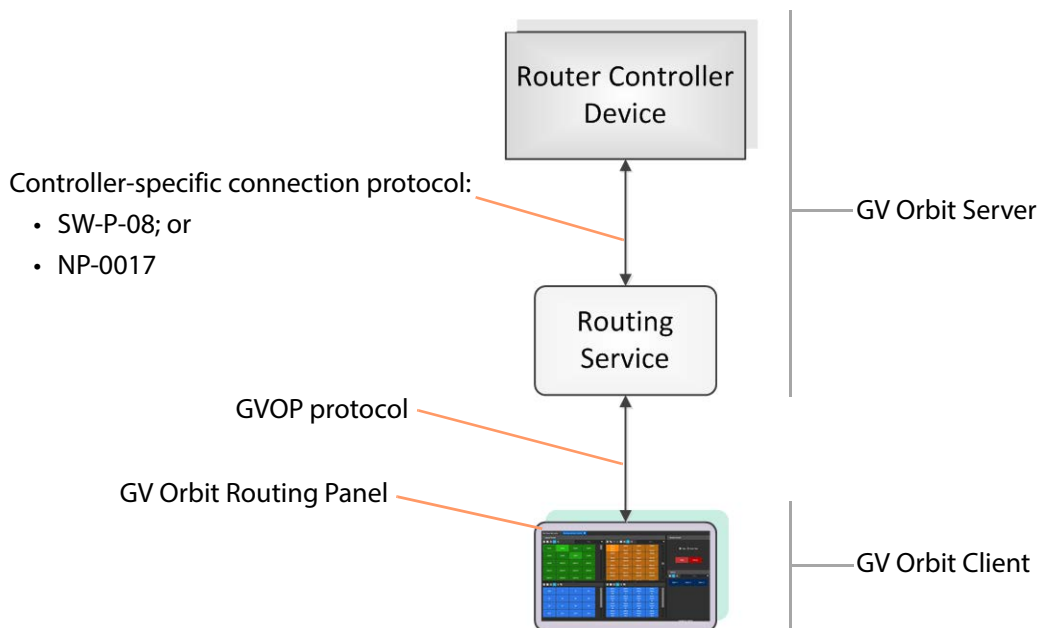 Router Controller
Device
Controller-specific connection protocol:
• SW-P-08; or
• NP-0017
GV Orbit Server
Routing
Service
GVOP protocol
GV Orbit Routing Panel
GV Orbit Client